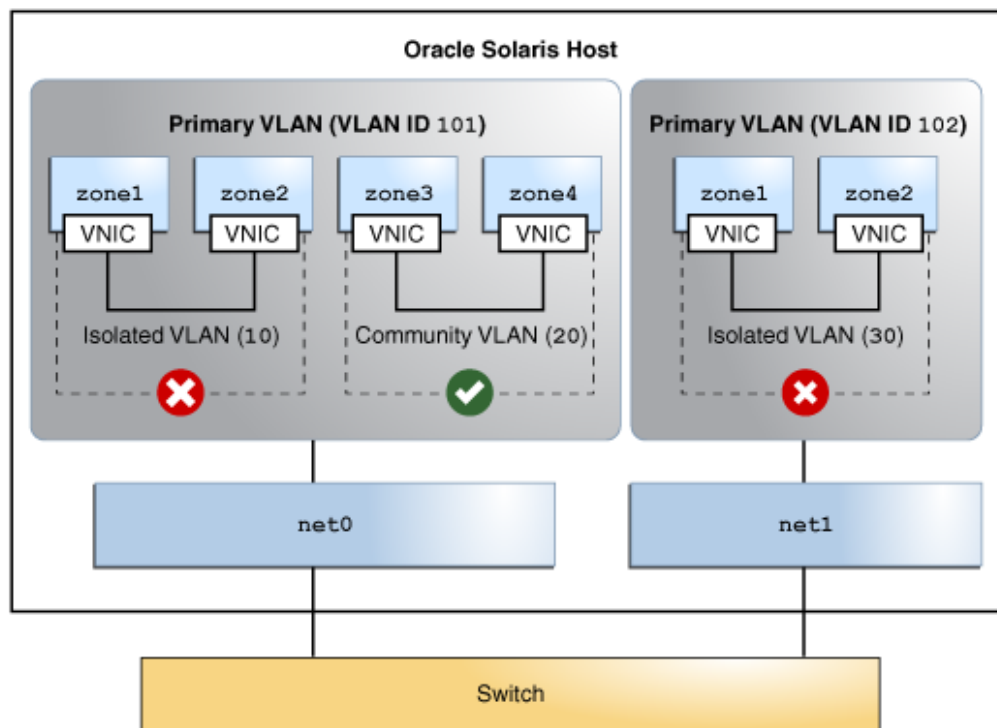 Oracle Solaris Host
Primary VLAN (VLAN ID 101)
zone1 zone2 zone3 zone4
VNIC VNIC VNIC VNIC
Isolated VLAN (10) Community VLAN (20)
Primary VLAN (VLAN ID 102)
zone1 zone2
VNIC VNIC
Isolated VLAN (30)
net0 net1
Switch